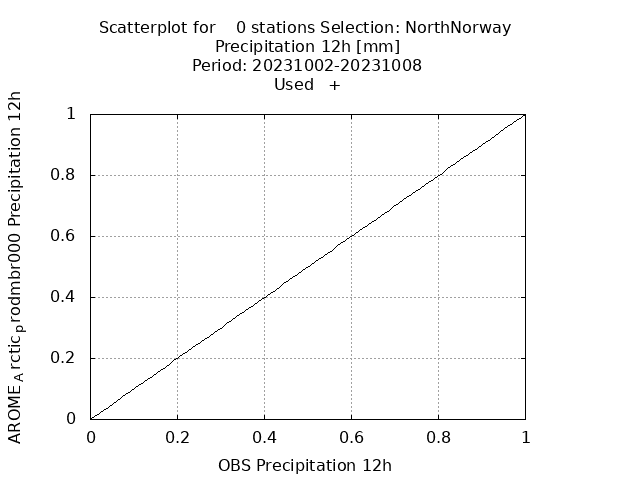 Scatterplot for    0 stations Selection: NorthNorway
Precipitation 12h [mm]
Period: 20231002-20231008
Used   +
AROME_Arctic_prodmbr000 Precipitation 12h
1
0.8
0.6
0.4
0.2
0
0 0.2 0.4 0.6 0.8 1
OBS Precipitation 12h